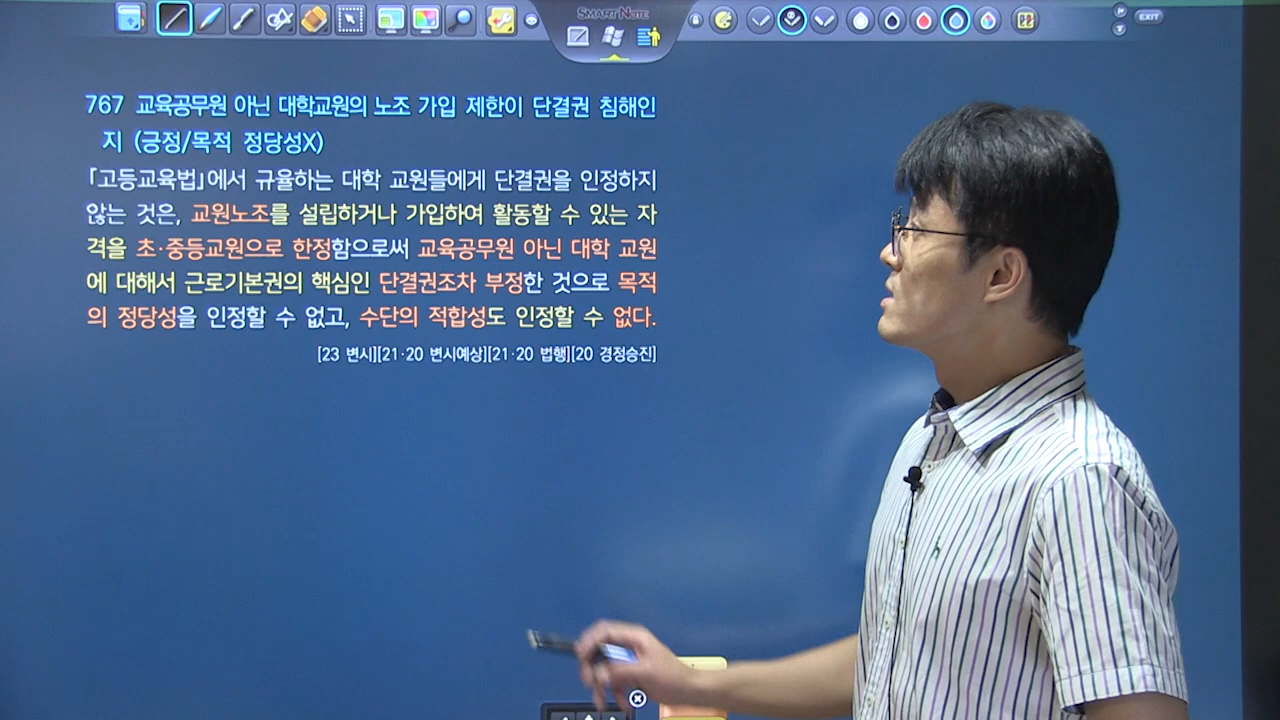 SMART NOTE
EXIT
767 교육공무원 아닌 대학교원의 노조 가입 제한이 단결권 침해인
지 (긍정/목적 정당성X)
「고등교육법」에서 규율하는 대학 교원들에게 단결권을 인정하지
않는 것은, 교원노조를 설립하거나 가입하여 활동할 수 있는 자
격을 초·중등교원으로 한정함으로써 교육공무원 아닌 대학 교원
에 대해서 근로기본권의 핵심인 단결권조차 부정한 것으로 목적
의 정당성을 인정할 수 없고, 수단의 적합성도 인정할 수 없다.
[23 변시][21·20 변시예상][21·20 법행][20 경정승진]